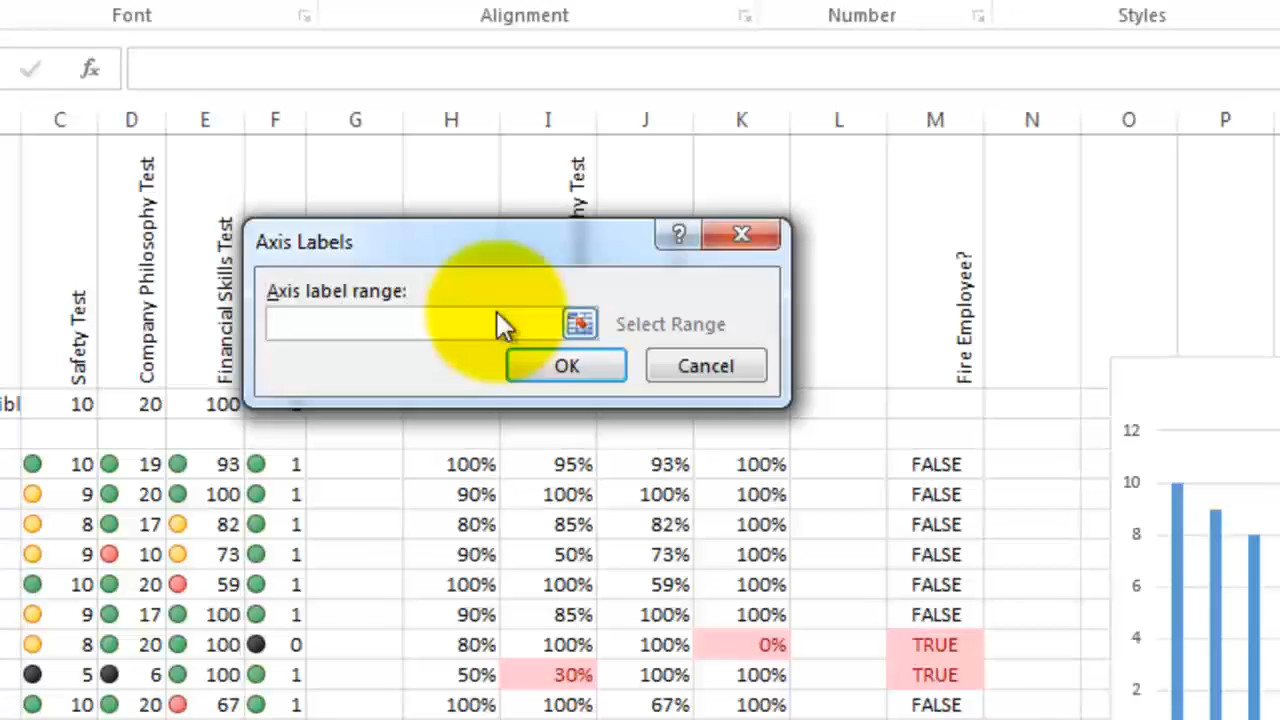 Font Alignment Number Styles
fx
C D E F G H I J K L M N O P
Safety Test
Company Philosophy Test
Financial Skills Test
hy Test
Fire Employee?
Axis Labels
Axis label range:
Select Range
OK Cancel
ibl 10 20 100
10 19 93 1 100% 95% 93% 100% FALSE
9 20 100 1 90% 100% 100% 100% FALSE
8 17 82 1 80% 85% 82% 100% FALSE
9 10 73 1 90% 50% 73% 100% FALSE
10 20 59 1 100% 100% 59% 100% FALSE
9 17 100 1 90% 85% 100% 100% FALSE
8 20 100 0 80% 100% 100% 0% TRUE
5 6 100 1 50% 30% 100% 100% TRUE
10 20 67 1 100% 100% 67% 100% FALSE
12
10
8
6
4
2